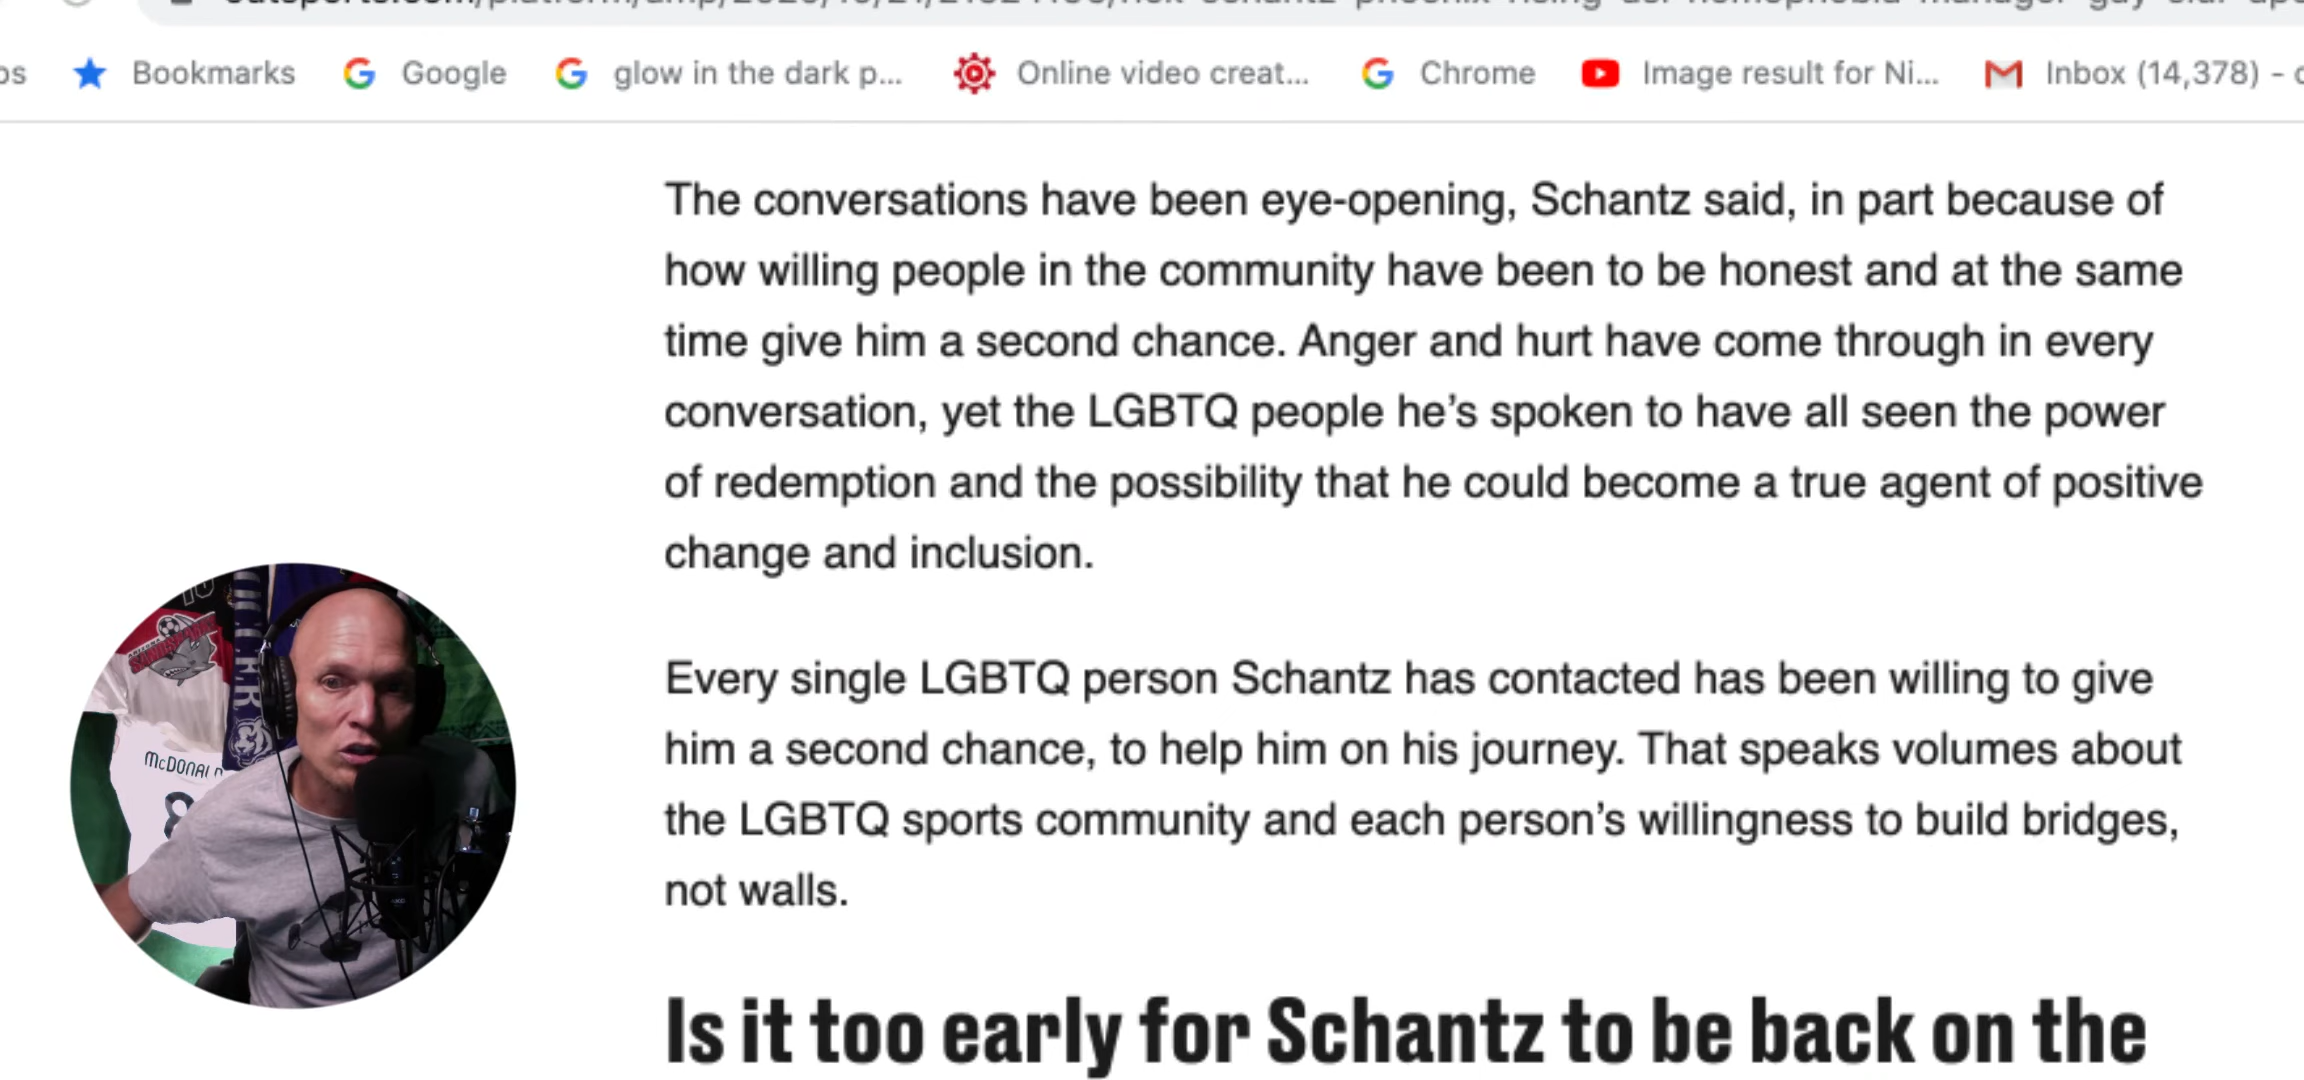 Bookmarks
Google
glow in the dark p...
Online video creat...
Chrome
Image result for Ni...
Inbox (14,378) -
The conversations have been eye-opening, Schantz said, in part because of
how willing people in the community have been to be honest and at the same
time give him a second chance. Anger and hurt have come through in every
conversation, yet the LGBTQ people he’s spoken to have all seen the power
of redemption and the possibility that he could become a true agent of positive
change and inclusion.
SANDSHARKS
McDONAL
8
Every single LGBTQ person Schantz has contacted has been willing to give
him a second chance, to help him on his journey. That speaks volumes about
the LGBTQ sports community and each person’s willingness to build bridges,
not walls.
Is it too early for Schantz to be back on the